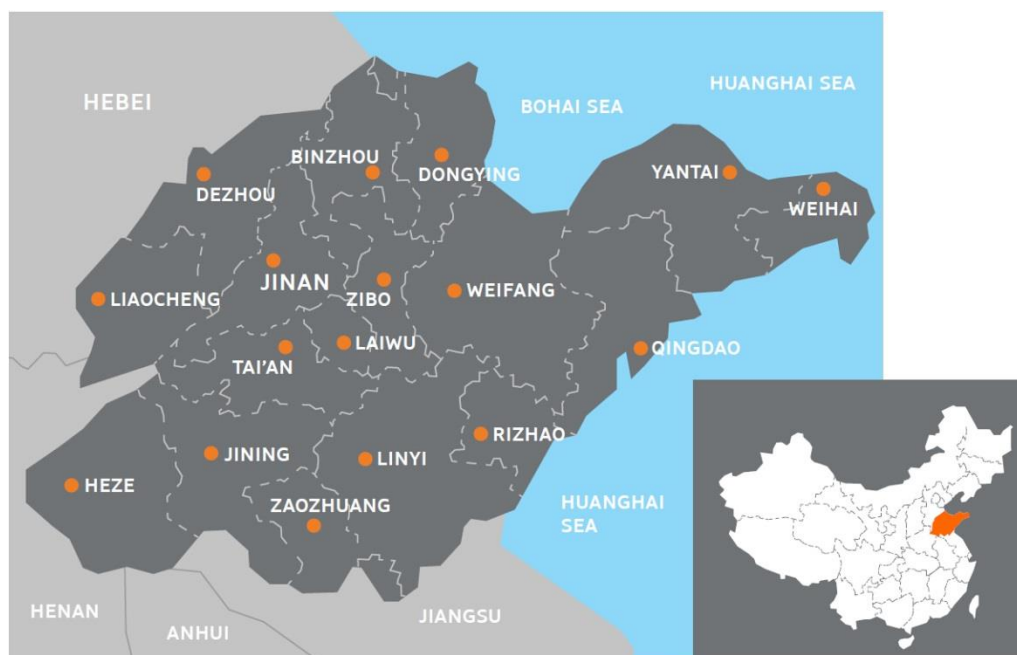 HUANGHAI SEA
HEBEI
BOHAI SEA
BINZHOU
DONGYING
YANTAI
DEZHOU
WEIHAI
JINAN
LIAOCHENG
ZIBO
WEIFANG
LAIWU
QINGDAO
TAI'AN
RIZHAO
JINING
LINYI
HEZE
ZAOZHUANG
HUANGHAI
SEA
HENAN
JIANGSU
ANHUI